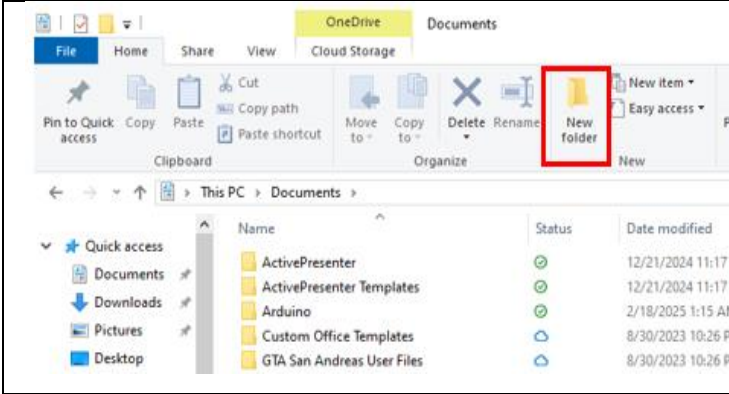 OneDrive Documents
File Home Share View Cloud Storage
Pin to Quick access
Copy
Paste
Cut
Copy path
Paste shortcut
Move to
Copy to
Delete
Rename
New folder
New item
Easy access
Clipboard Organize New
This PC > Documents >
Name Status Date modified
Quick access
Documents
Downloads
Pictures
Desktop
ActivePresenter 12/21/2024 11:17
ActivePresenter Templates 12/21/2024 11:17
Arduino 2/18/2025 1:15 AM
Custom Office Templates 8/30/2023 10:26 P
GTA San Andreas User Files 8/30/2023 10:26 P